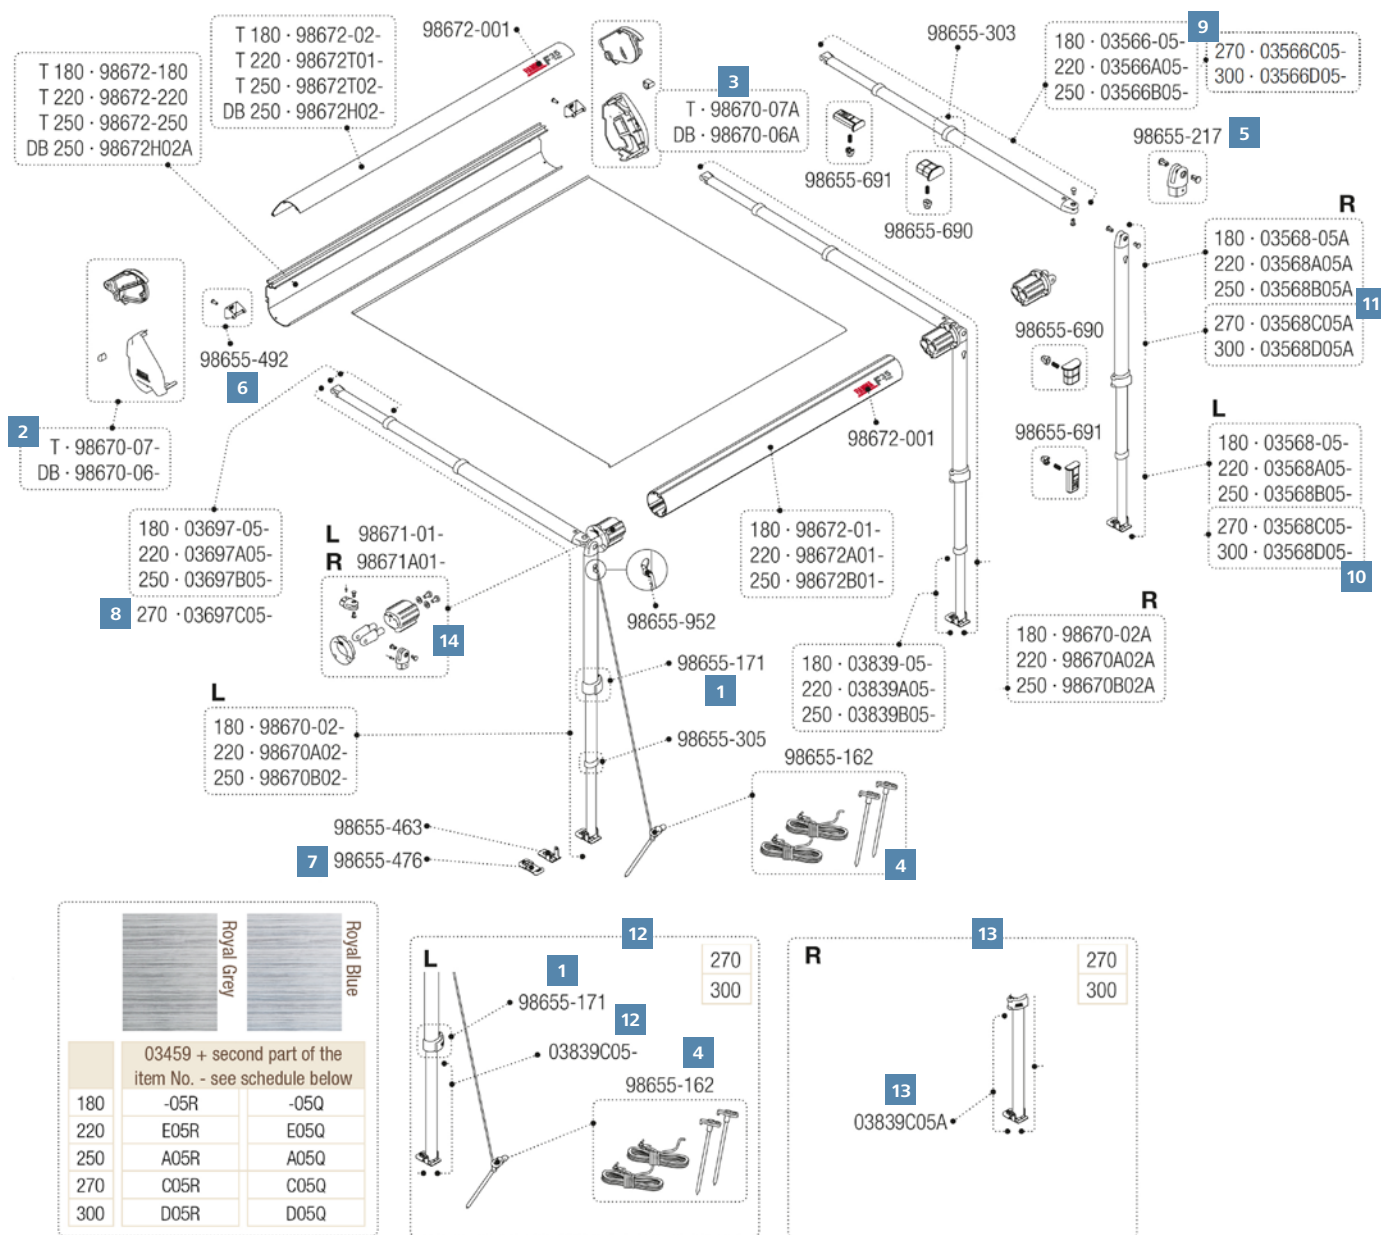 T 180 · 98672-180
T 220 · 98672-220
T 250 · 98672-250
DB 250 · 98672H02A
T 180 · 98672-02-
T 220 · 98672T01-
T 250 · 98672T02-
DB 250 · 98672H02-
98672-001
3
T · 98670-07A
DB · 98670-06A
98655-303
9
180 · 03566-05-
220 · 03566A05-
250 · 03566B05-
270 · 03566C05-
300 · 03566D05-
98655-217
5
98655-691
98655-690
R
180 · 03568-05A
220 · 03568A05A
250 · 03568B05A
11
270 · 03568C05A
300 · 03568D05A
98655-690
98655-691
L
180 · 03568-05-
220 · 03568A05-
250 · 03568B05-
270 · 03568C05-
300 · 03568D05-
10
98655-492
6
2
T · 98670-07-
DB · 98670-06-
98672-001
180 · 03697-05-
220 · 03697A05-
250 · 03697B05-
8
270 · 03697C05-
L 98671-01-
R 98671A01-
14
180 · 98672-01-
220 · 98672A01-
250 · 98672B01-
98655-952
98655-171
1
R
180 · 98670-02A
220 · 98670A02A
250 · 98670B02A
180 · 03839-05-
220 · 03839A05-
250 · 03839B05-
L
180 · 98670-02-
220 · 98670A02-
250 · 98670B02-
98655-305
98655-162
4
98655-463
7
98655-476
Royal Grey
Royal Blue
03459 + second part of the
item No. - see schedule below
180 -05R -05Q
220 E05R E05Q
250 A05R A05Q
270 C05R C05Q
300 D05R D05Q
12
L
270
300
1
98655-171
12
03839C05-
4
98655-162
13
R
270
300
13
03839C05A